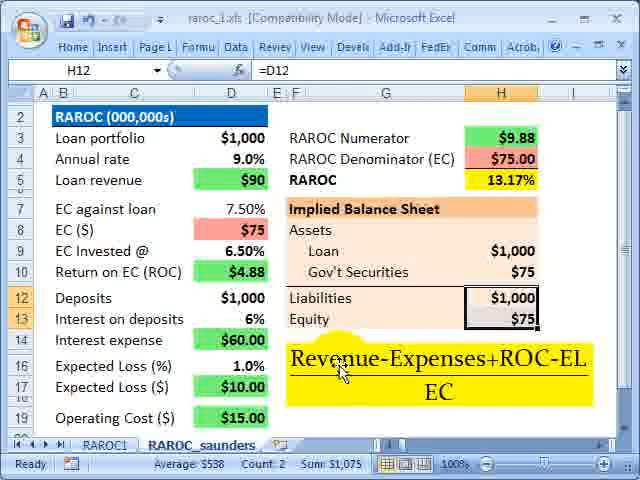 raroc_1.xls [Compatibility Mode] - Microsoft Excel
Home Insert Page L Formu Data Review View Develo Add-Ir FedEx Comm Acrob
H12 fx =D12
A B C D E F G H I
2 RAROC (000,000s)
3 Loan portfolio $1,000 RAROC Numerator $9.88
4 Annual rate 9.0% RAROC Denominator (EC) $75.00
5 Loan revenue $90 RAROC 13.17%
7 EC against loan 7.50% Implied Balance Sheet
8 EC ($) $75 Assets
9 EC Invested @ 6.50% Loan $1,000
10 Return on EC (ROC) $4.88 Gov't Securities $75
12 Deposits $1,000 Liabilities $1,000
13 Interest on deposits 6% Equity $75
14 Interest expense $60.00
16 Expected Loss (%) 1.0%
17 Expected Loss ($) $10.00
19 Operating Cost ($) $15.00
Revenue-Expenses+ROC-EL
EC
RAROC1 RAROC_saunders
Ready Average: $538 Count: 2 Sum: $1,075 100%